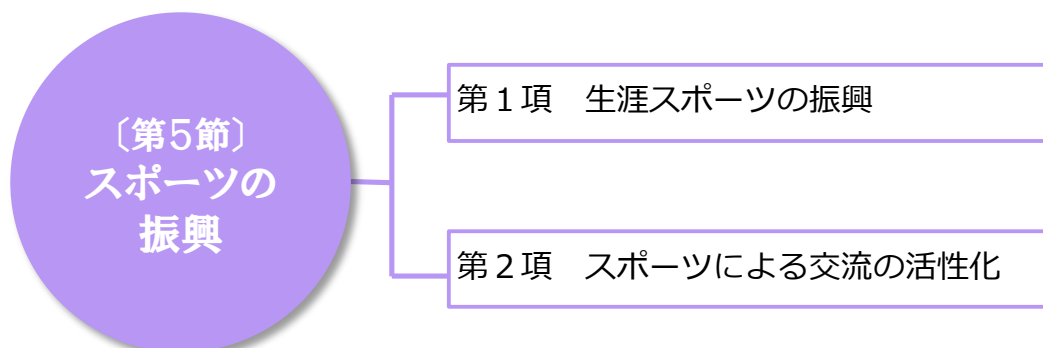 〔第5節〕
スポーツの
振興
第１項　生涯スポーツの振興
第２項　スポーツによる交流の活性化